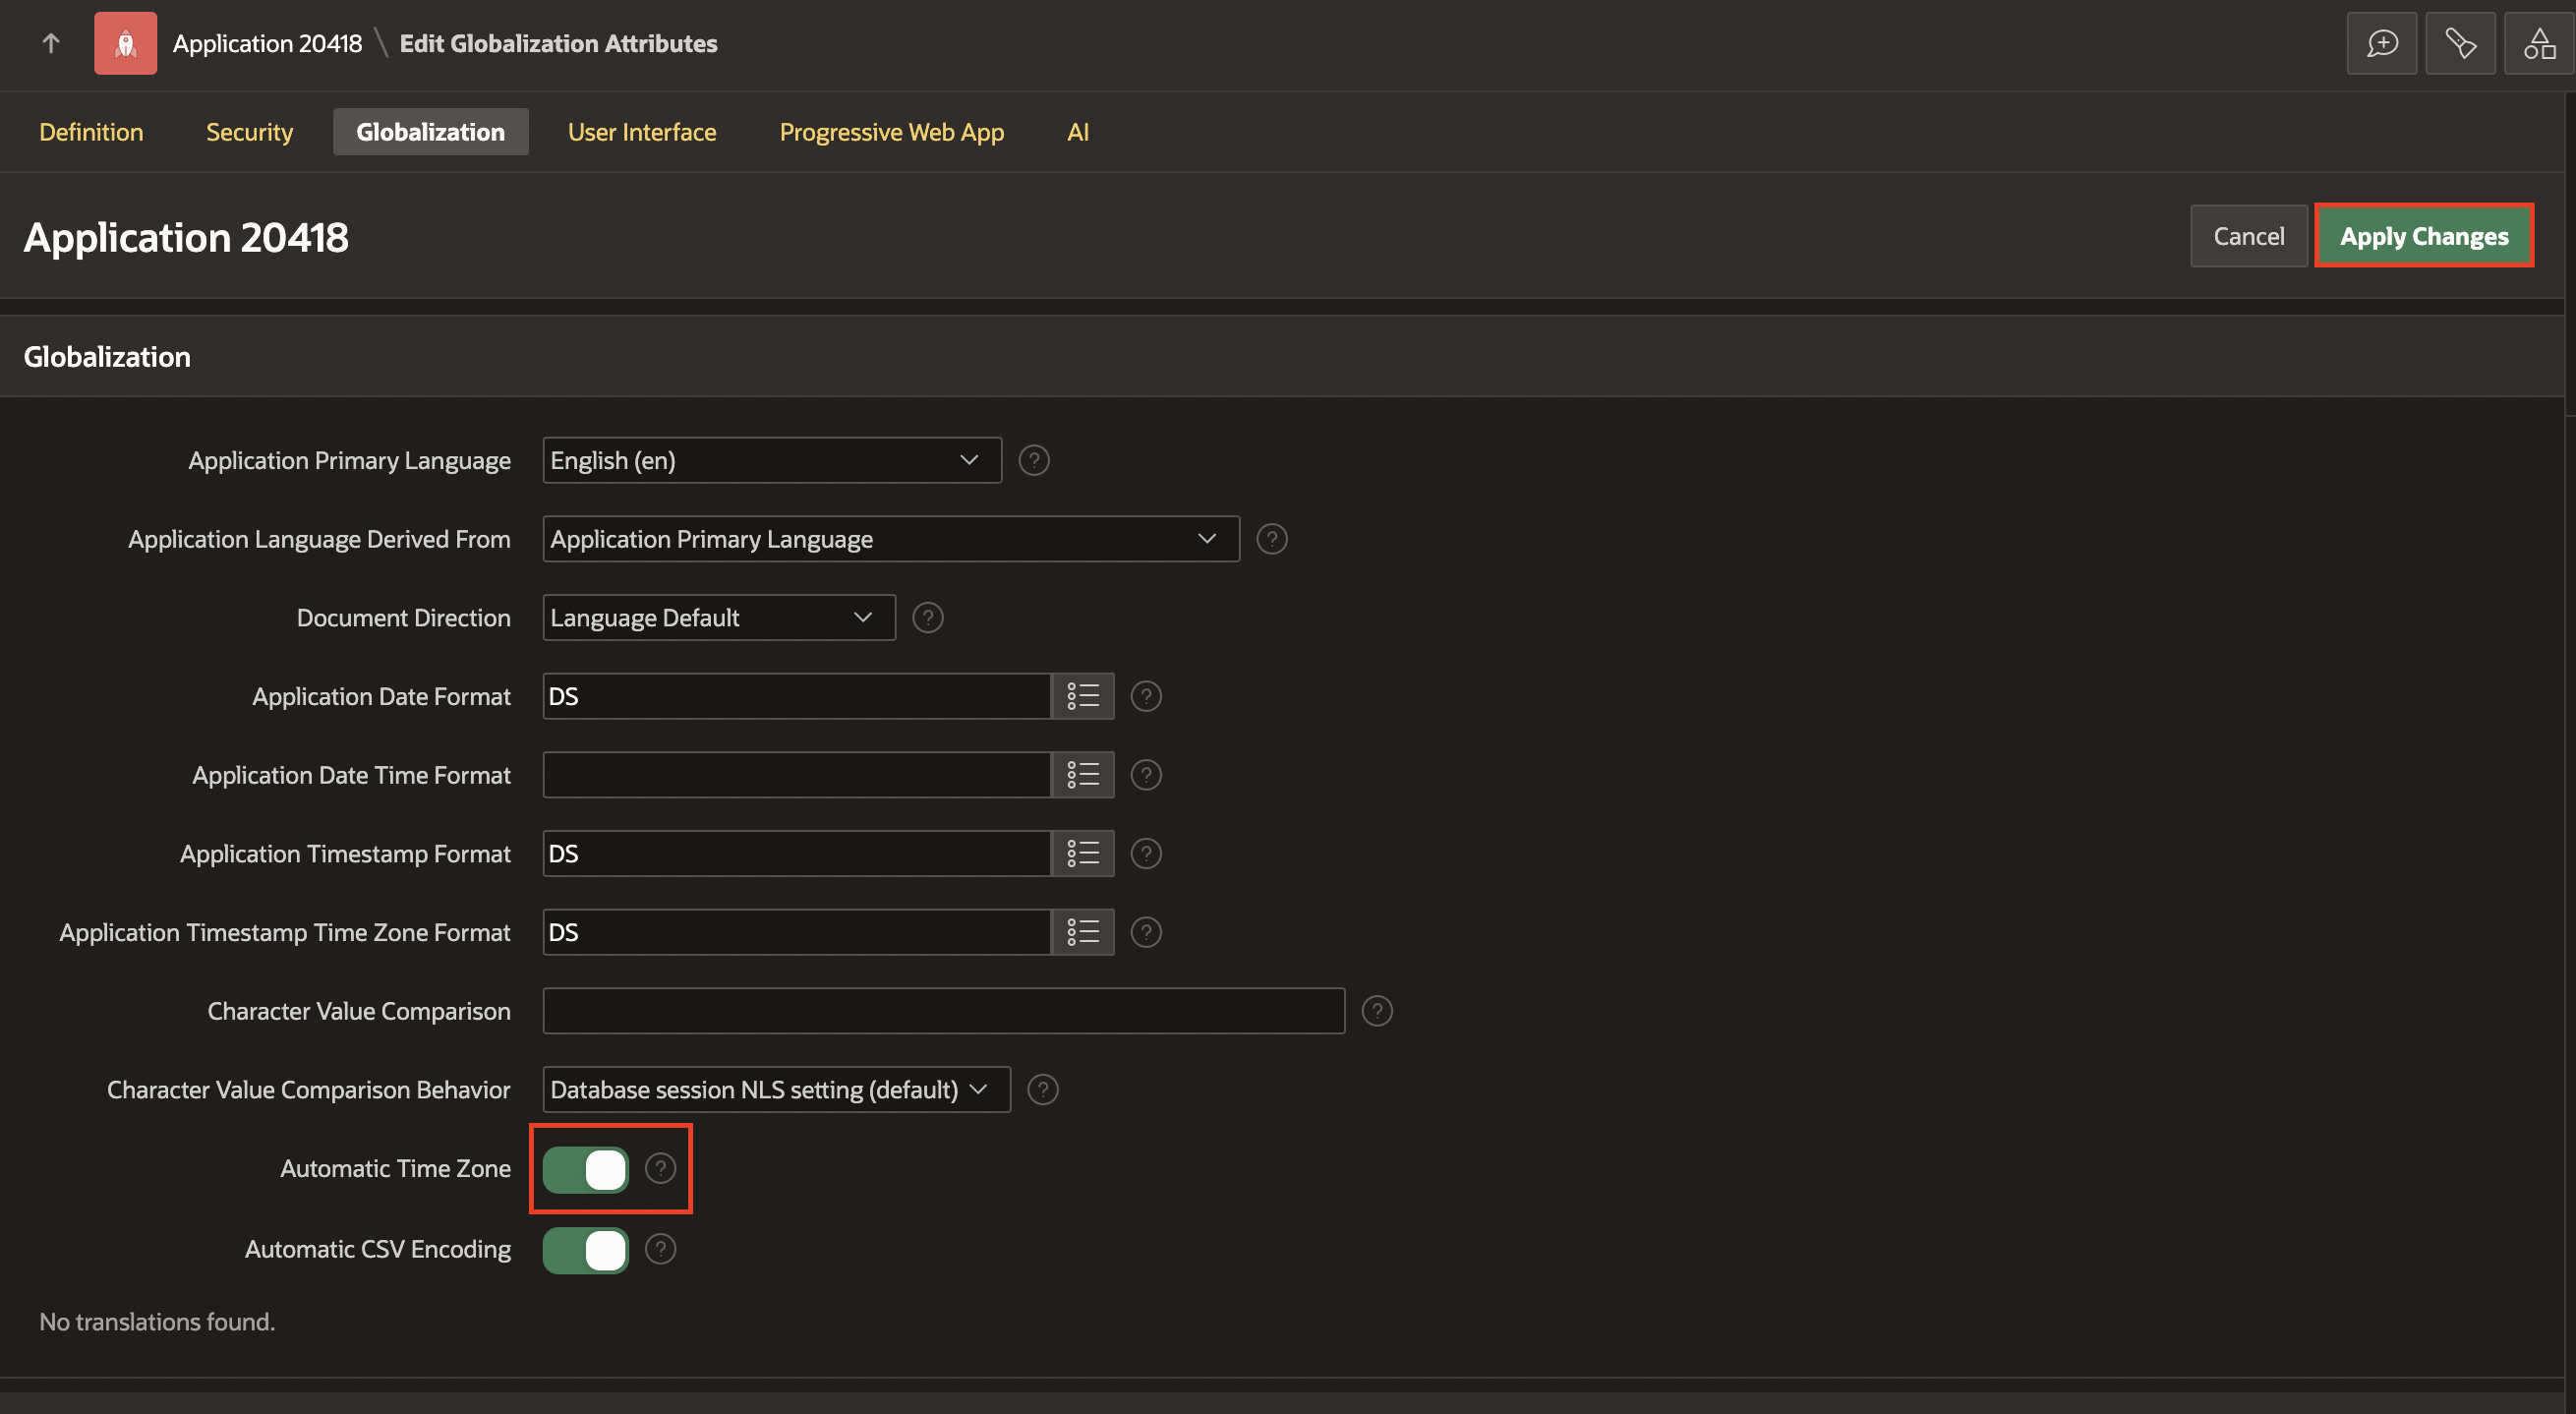 Application 20418 \ Edit Globalization Attributes
Definition Security Globalization User Interface Progressive Web App AI
Application 20418
Cancel Apply Changes
Globalization
Application Primary Language English (en) ?
Application Language Derived From Application Primary Language ?
Document Direction Language Default ?
Application Date Format DS ?
Application Date Time Format ?
Application Timestamp Format DS ?
Application Timestamp Time Zone Format DS ?
Character Value Comparison ?
Character Value Comparison Behavior Database session NLS setting (default) ?
Automatic Time Zone ?
Automatic CSV Encoding ?
No translations found.